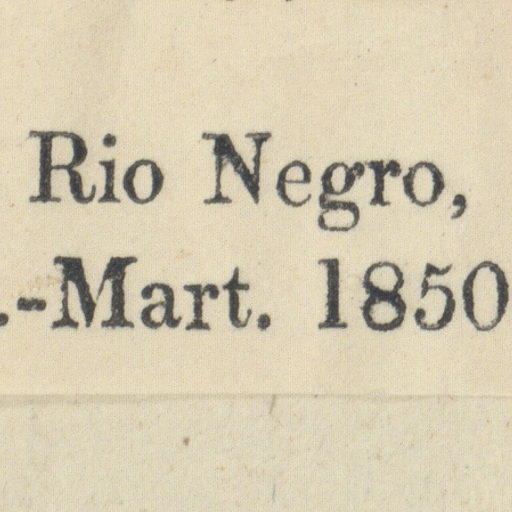 Rio Negro,
.-Mart. 1850